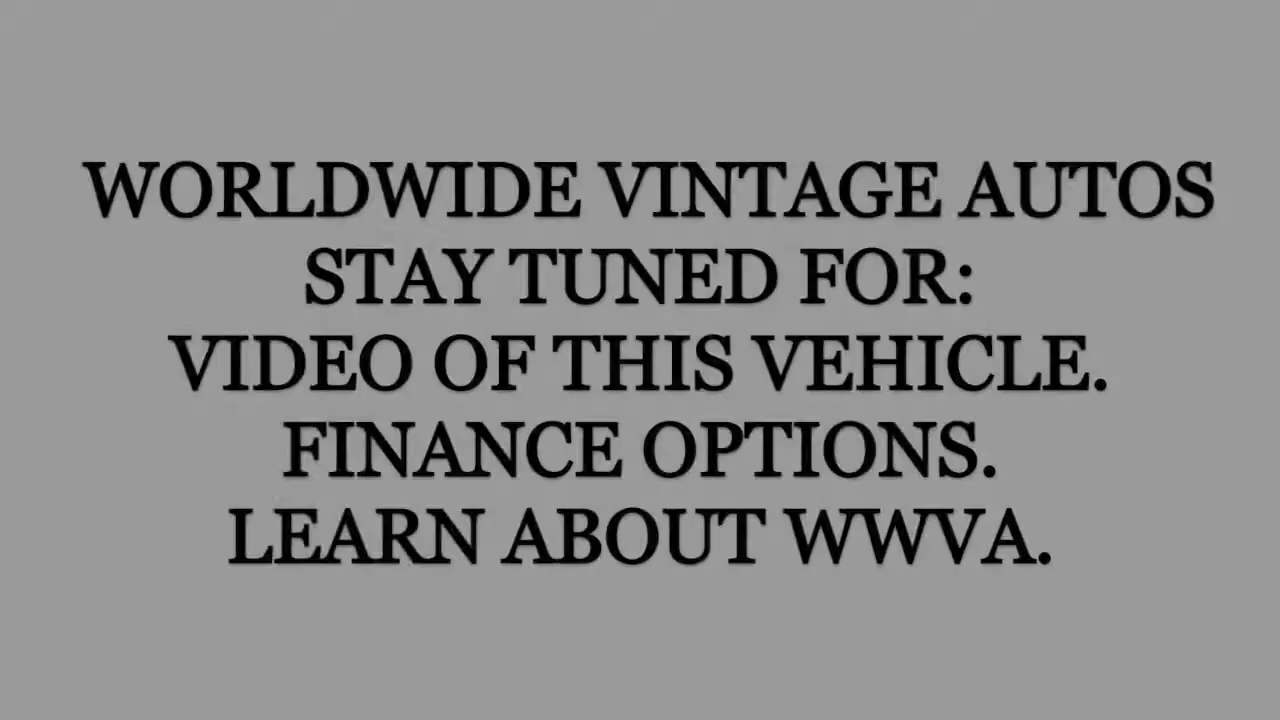 WORLDWIDE VINTAGE AUTOS
STAY TUNED FOR:
VIDEO OF THIS VEHICLE.
FINANCE OPTIONS.
LEARN ABOUT WWVA.